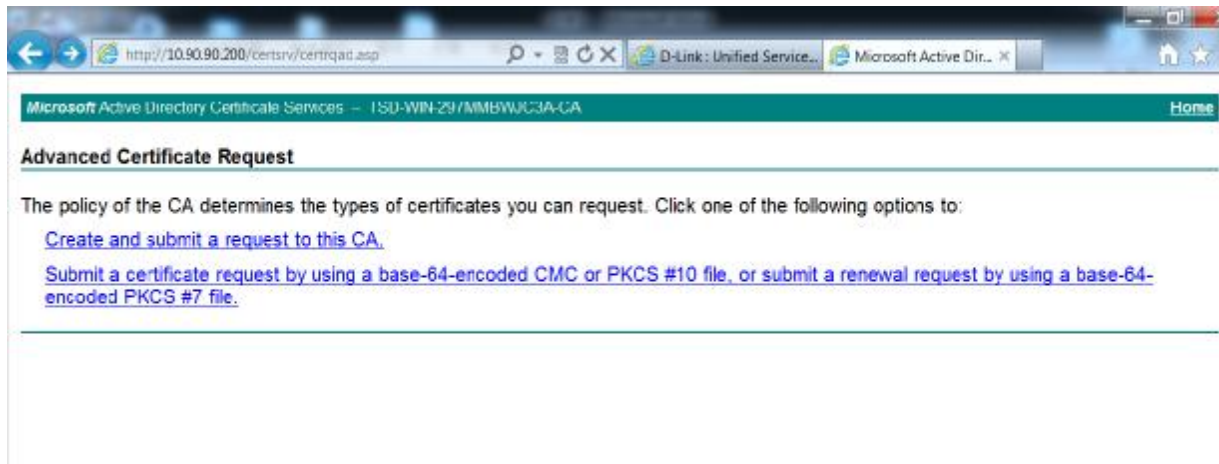 http://10.90.90.200/certsrv/certrqad.asp
D-Link : Unified Service...
Microsoft Active Dir...
Microsoft Active Directory Certificate Services -- TSD-WIN-297MMBWJC3A-CA
Home
Advanced Certificate Request
The policy of the CA determines the types of certificates you can request. Click one of the following options to:
Create and submit a request to this CA.
Submit a certificate request by using a base-64-encoded CMC or PKCS #10 file, or submit a renewal request by using a base-64-
encoded PKCS #7 file.